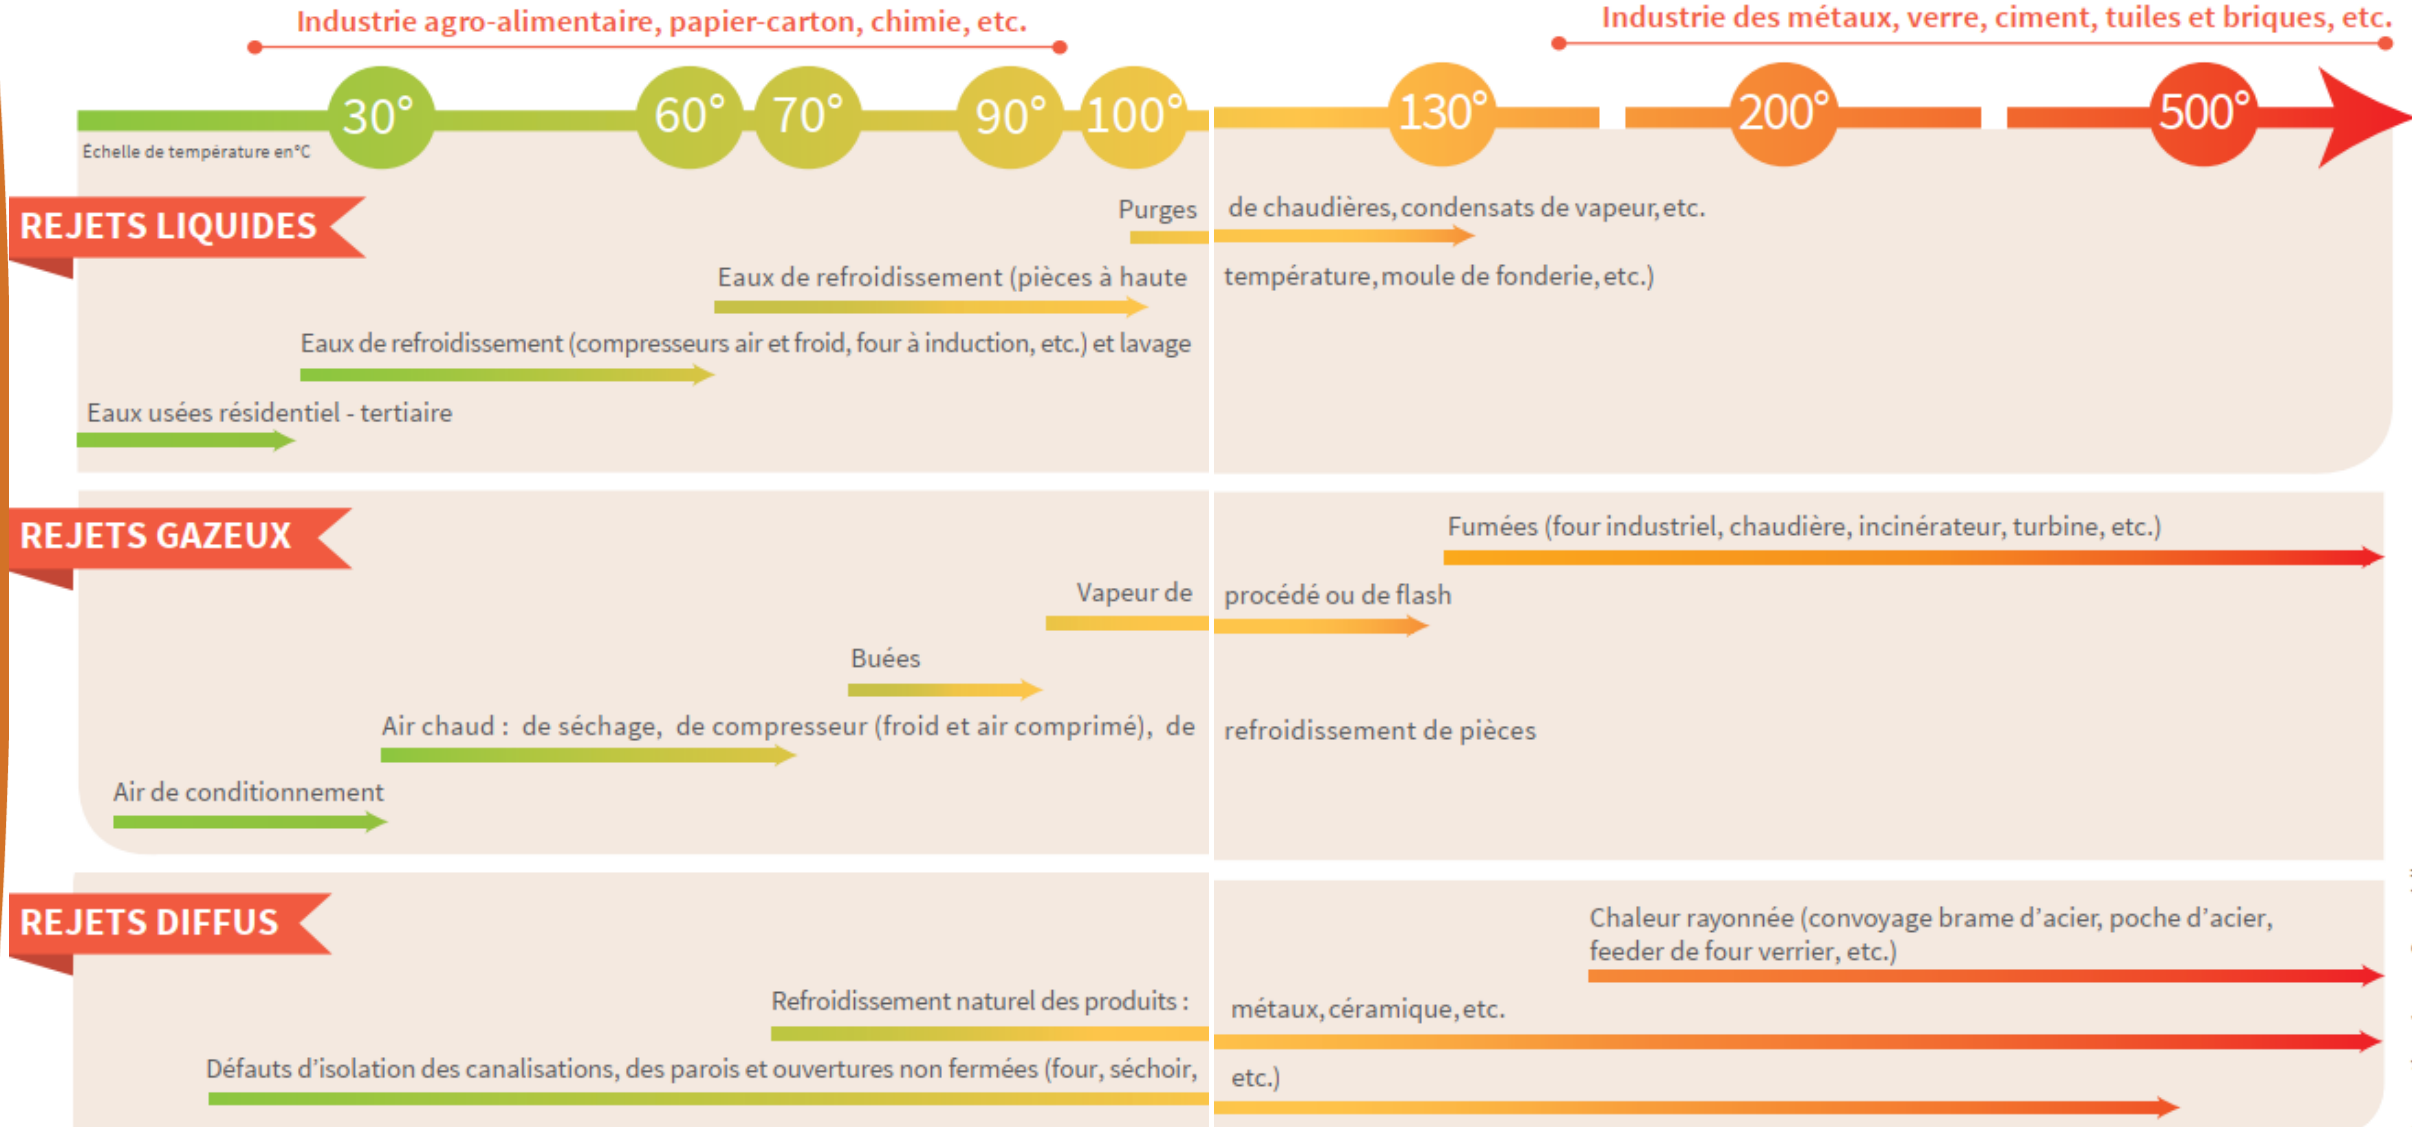 Industrie agro-alimentaire, papier-carton, chimie, etc.
Industrie des métaux, verre, ciment, tuiles et briques, etc.
30° 60° 70° 90° 100° 130° 200° 500°
Échelle de température en°C
REJETS LIQUIDES
Purges de chaudières, condensats de vapeur, etc.
Eaux de refroidissement (pièces à haute température, moule de fonderie, etc.)
Eaux de refroidissement (compresseurs air et froid, four à induction, etc.) et lavage
Eaux usées résidentiel - tertiaire
REJETS GAZEUX
Fumées (four industriel, chaudière, incinérateur, turbine, etc.)
Vapeur de procédé ou de flash
Buées
Air chaud : de séchage, de compresseur (froid et air comprimé), de refroidissement de pièces
Air de conditionnement
REJETS DIFFUS
Chaleur rayonnée (convoyage brame d’acier, poche d’acier,
feeder de four verrier, etc.)
Refroidissement naturel des produits : métaux, céramique, etc.
Défauts d’isolation des canalisations, des parois et ouvertures non fermées (four, séchoir, etc.)